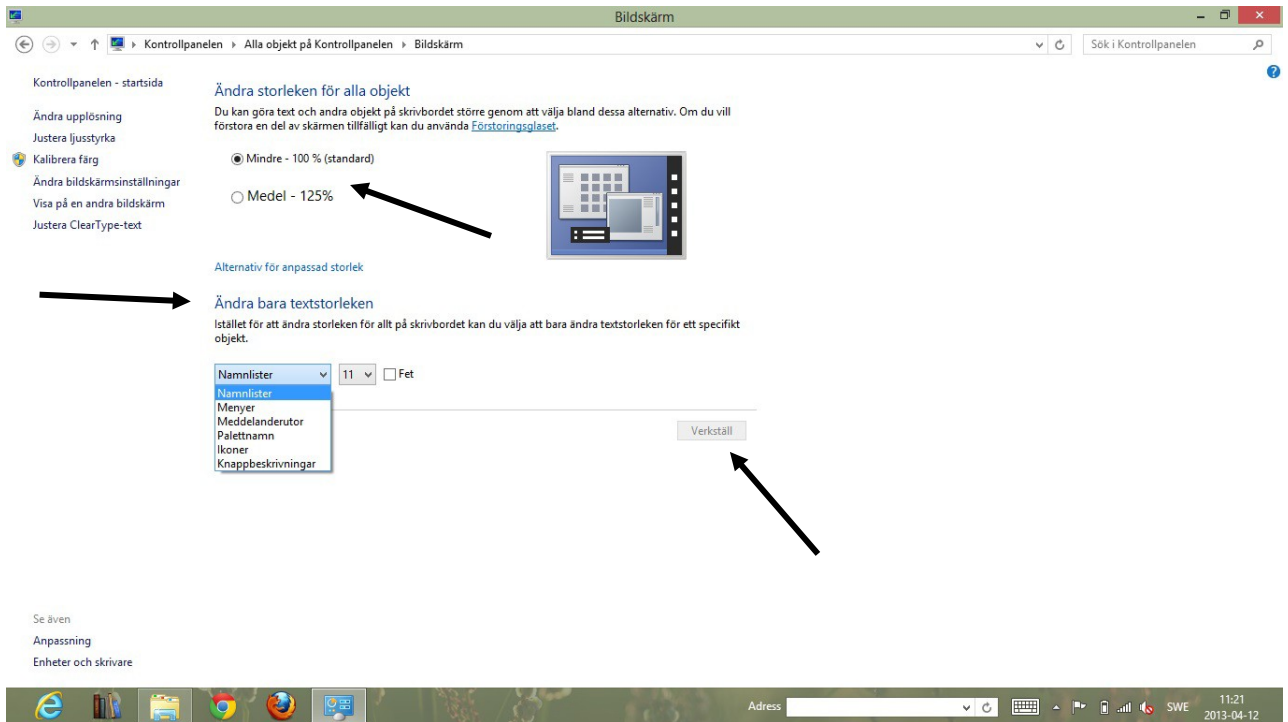 Bildskärm
Kontrollpanelen Alla objekt på Kontrollpanelen Bildskärm
Sök i Kontrollpanelen
Kontrollpanelen - startsida
Ändra upplösning
Justera ljusstyrka
Kalibrera färg
Ändra bildskärmsinställningar
Visa på en andra bildskärm
Justera ClearType-text
Ändra storleken för alla objekt
Du kan göra text och andra objekt på skrivbordet större genom att välja bland dessa alternativ. Om du vill
förstora en del av skärmen tillfälligt kan du använda Förstoringsglaset.
Mindre - 100 % (standard)
Medel - 125%
Alternativ för anpassad storlek
Ändra bara textstorleken
Istället för att ändra storleken för allt på skrivbordet kan du välja att bara ändra textstorleken för ett specifikt
objekt.
Namnlister 11 Fet
Namnlister
Menyer
Meddelanderutor
Palettnamn
Ikoner
Knappbeskrivningar
Verkställ
Se även
Anpassning
Enheter och skrivare
Adress
SWE
11:21
2013-04-12